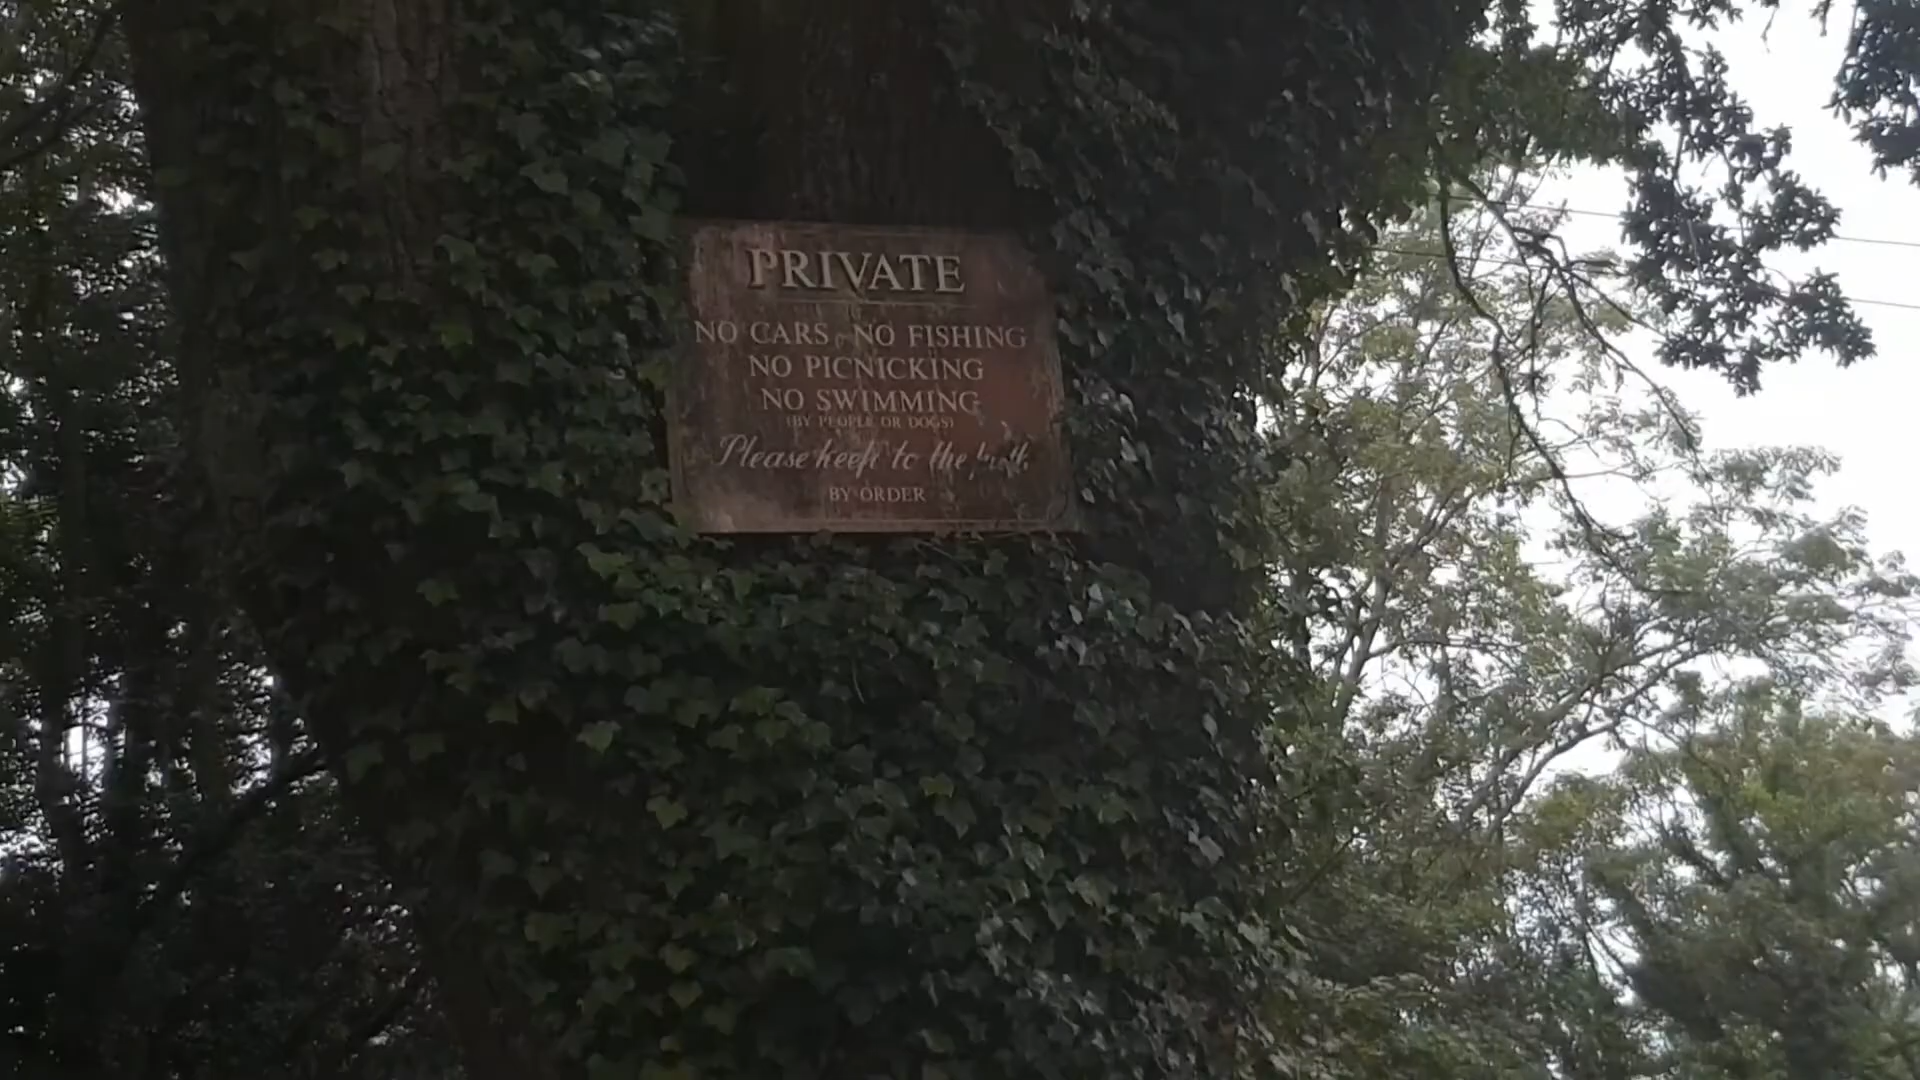 PRIVATE
NO CARS NO FISHING
NO PICNICKING
NO SWIMMING
(BY PEOPLE OR DOGS)
Please keep to the path
BY ORDER